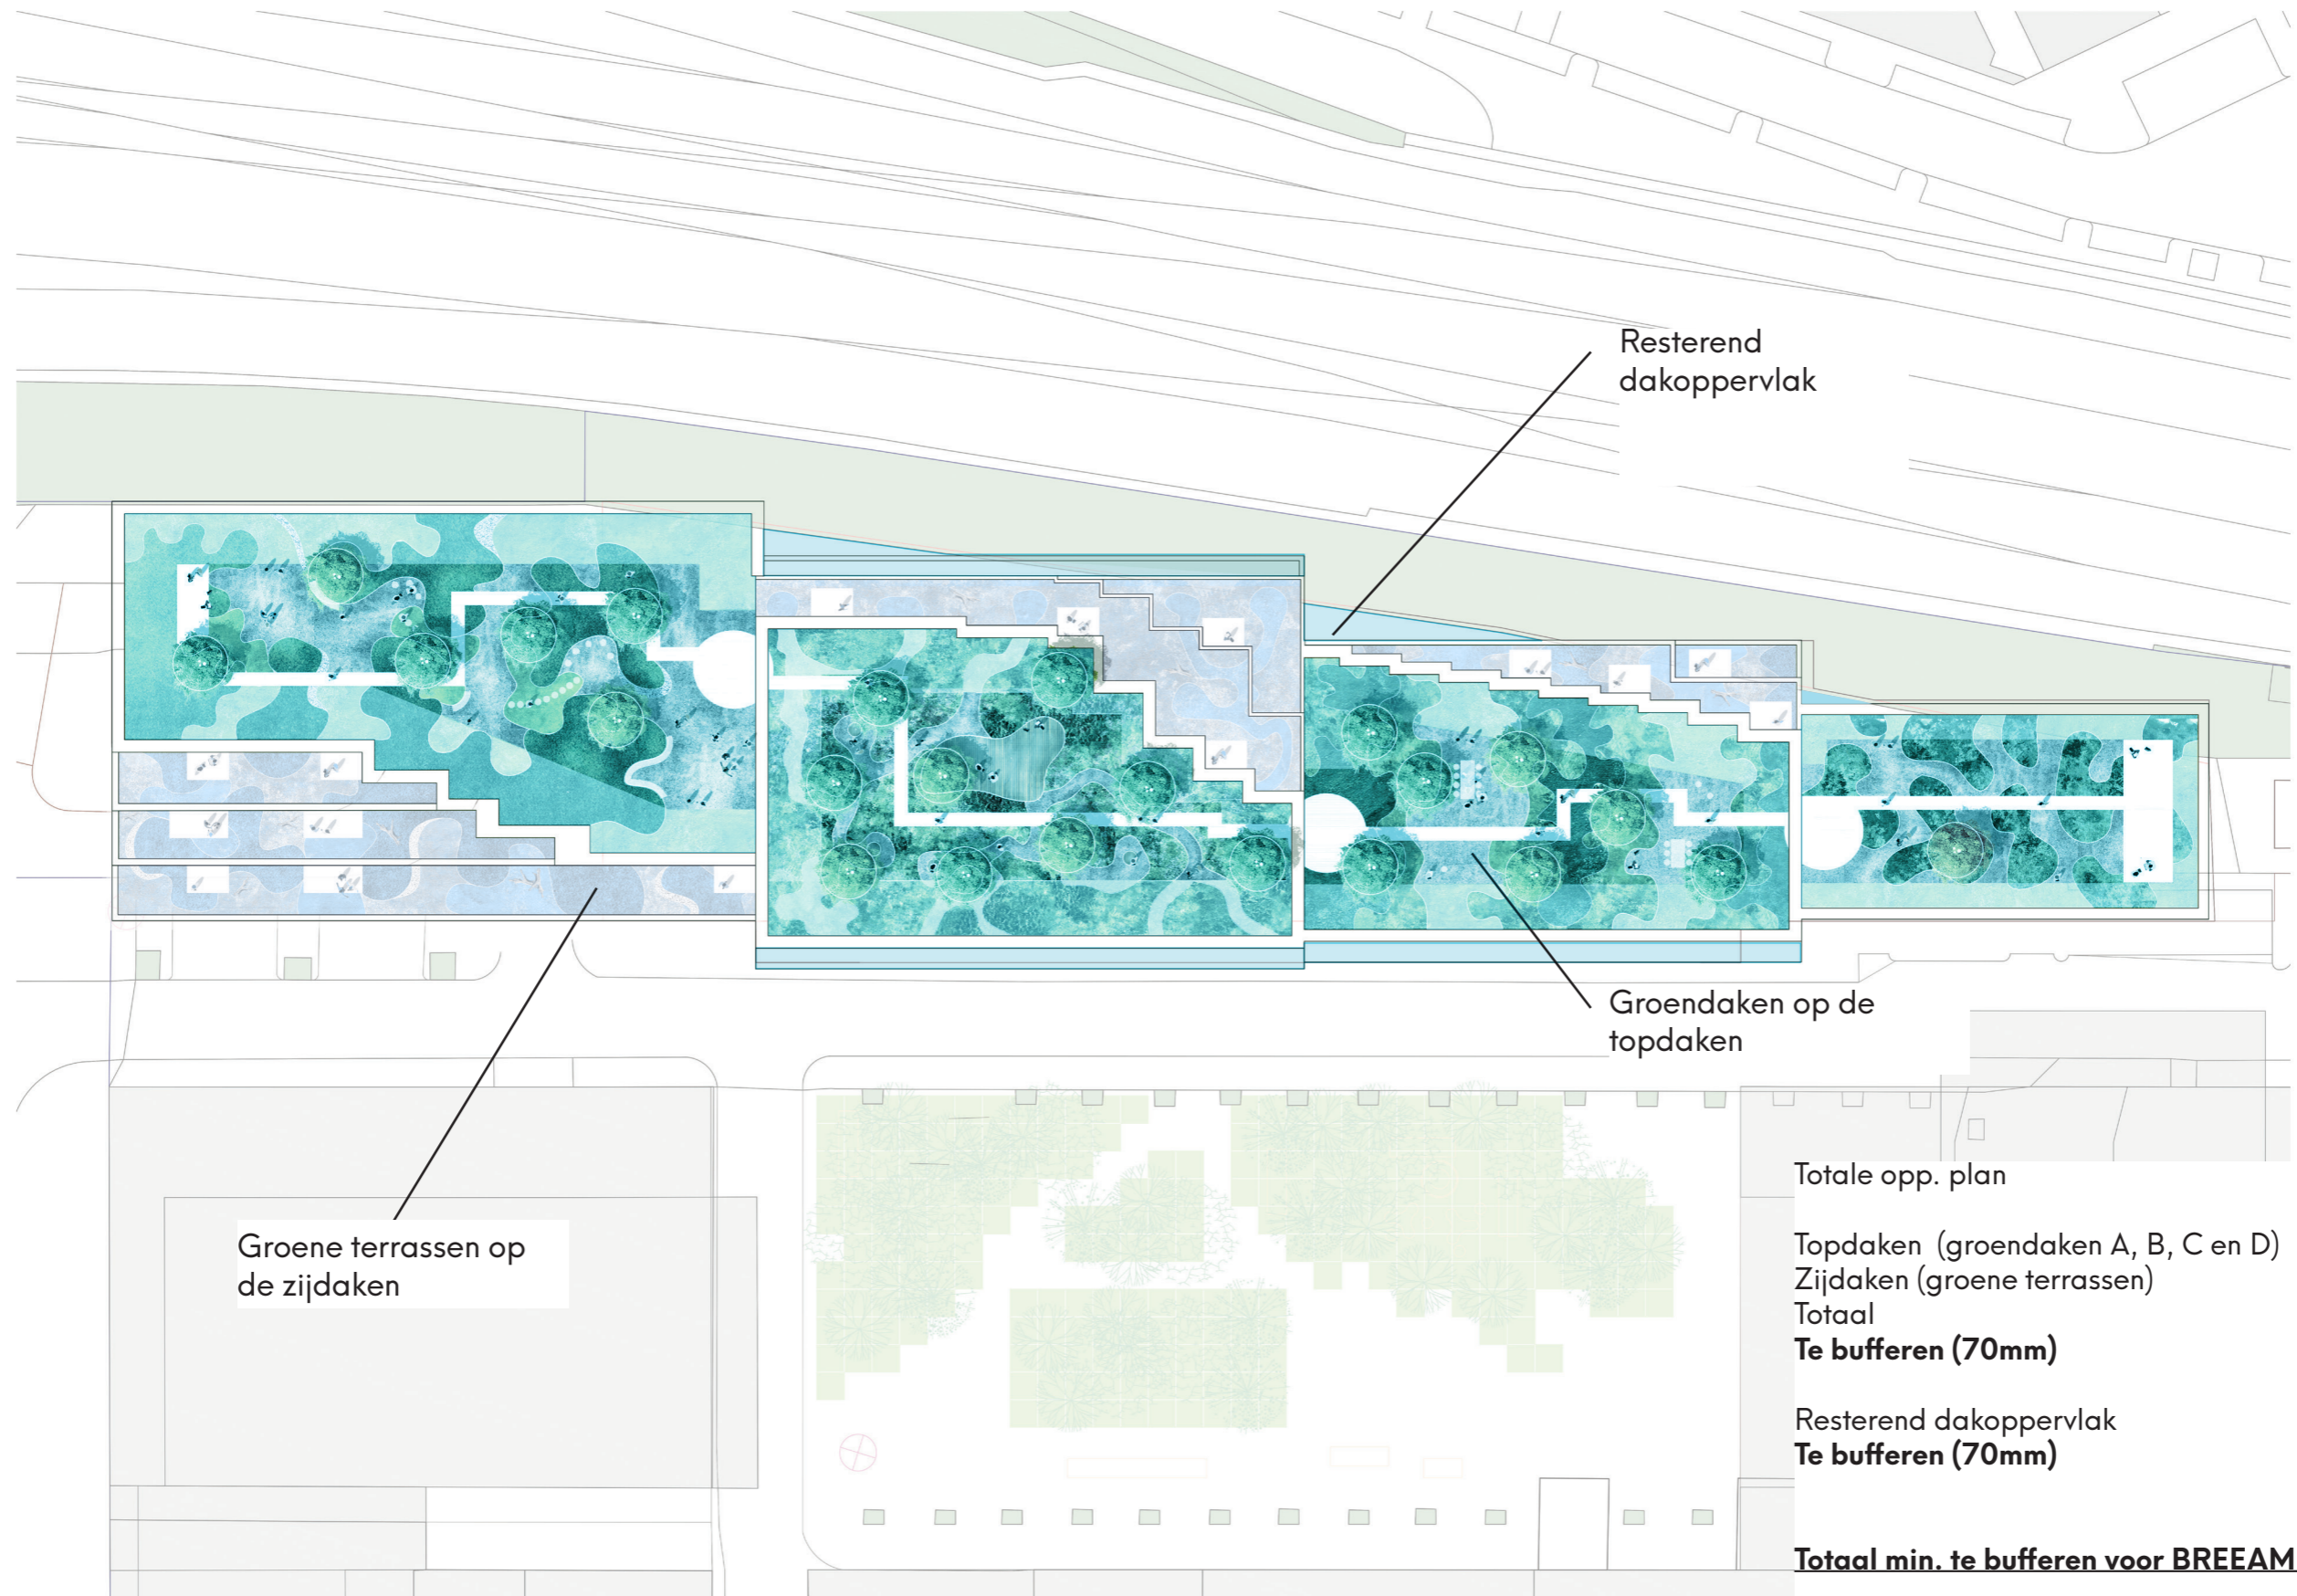 Resterend
dakoppervlak
Groendaken op de
topdaken
Groene terrassen op
de zijdaken
Totale opp. plan
Topdaken (groendaken A, B, C en D)
Zijdaken (groene terrassen)
Totaal
Te bufferen (70mm)
Resterend dakoppervlak
Te bufferen (70mm)
Totaal min. te bufferen voor BREEAM